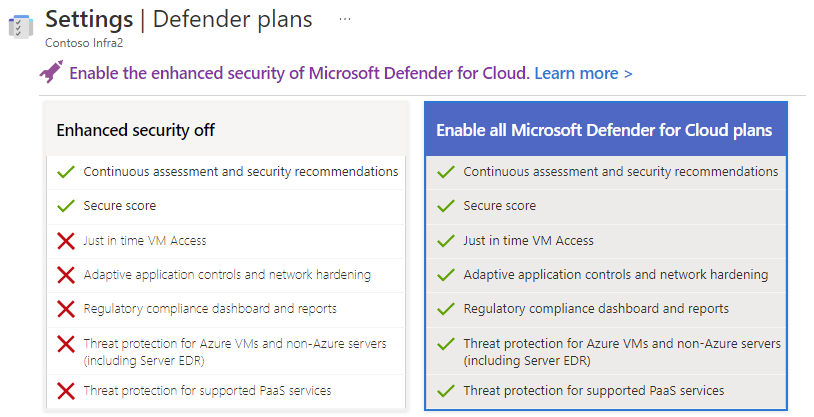 Settings | Defender plans ...
Contoso Infra2
Enable the enhanced security of Microsoft Defender for Cloud. Learn more >
Enhanced security off
Continuous assessment and security recommendations
Secure score
Just in time VM Access
Adaptive application controls and network hardening
Regulatory compliance dashboard and reports
Threat protection for Azure VMs and non-Azure servers
(including Server EDR)
Threat protection for supported PaaS services
Enable all Microsoft Defender for Cloud plans
Continuous assessment and security recommendations
Secure score
Just in time VM Access
Adaptive application controls and network hardening
Regulatory compliance dashboard and reports
Threat protection for Azure VMs and non-Azure servers
(including Server EDR)
Threat protection for supported PaaS services